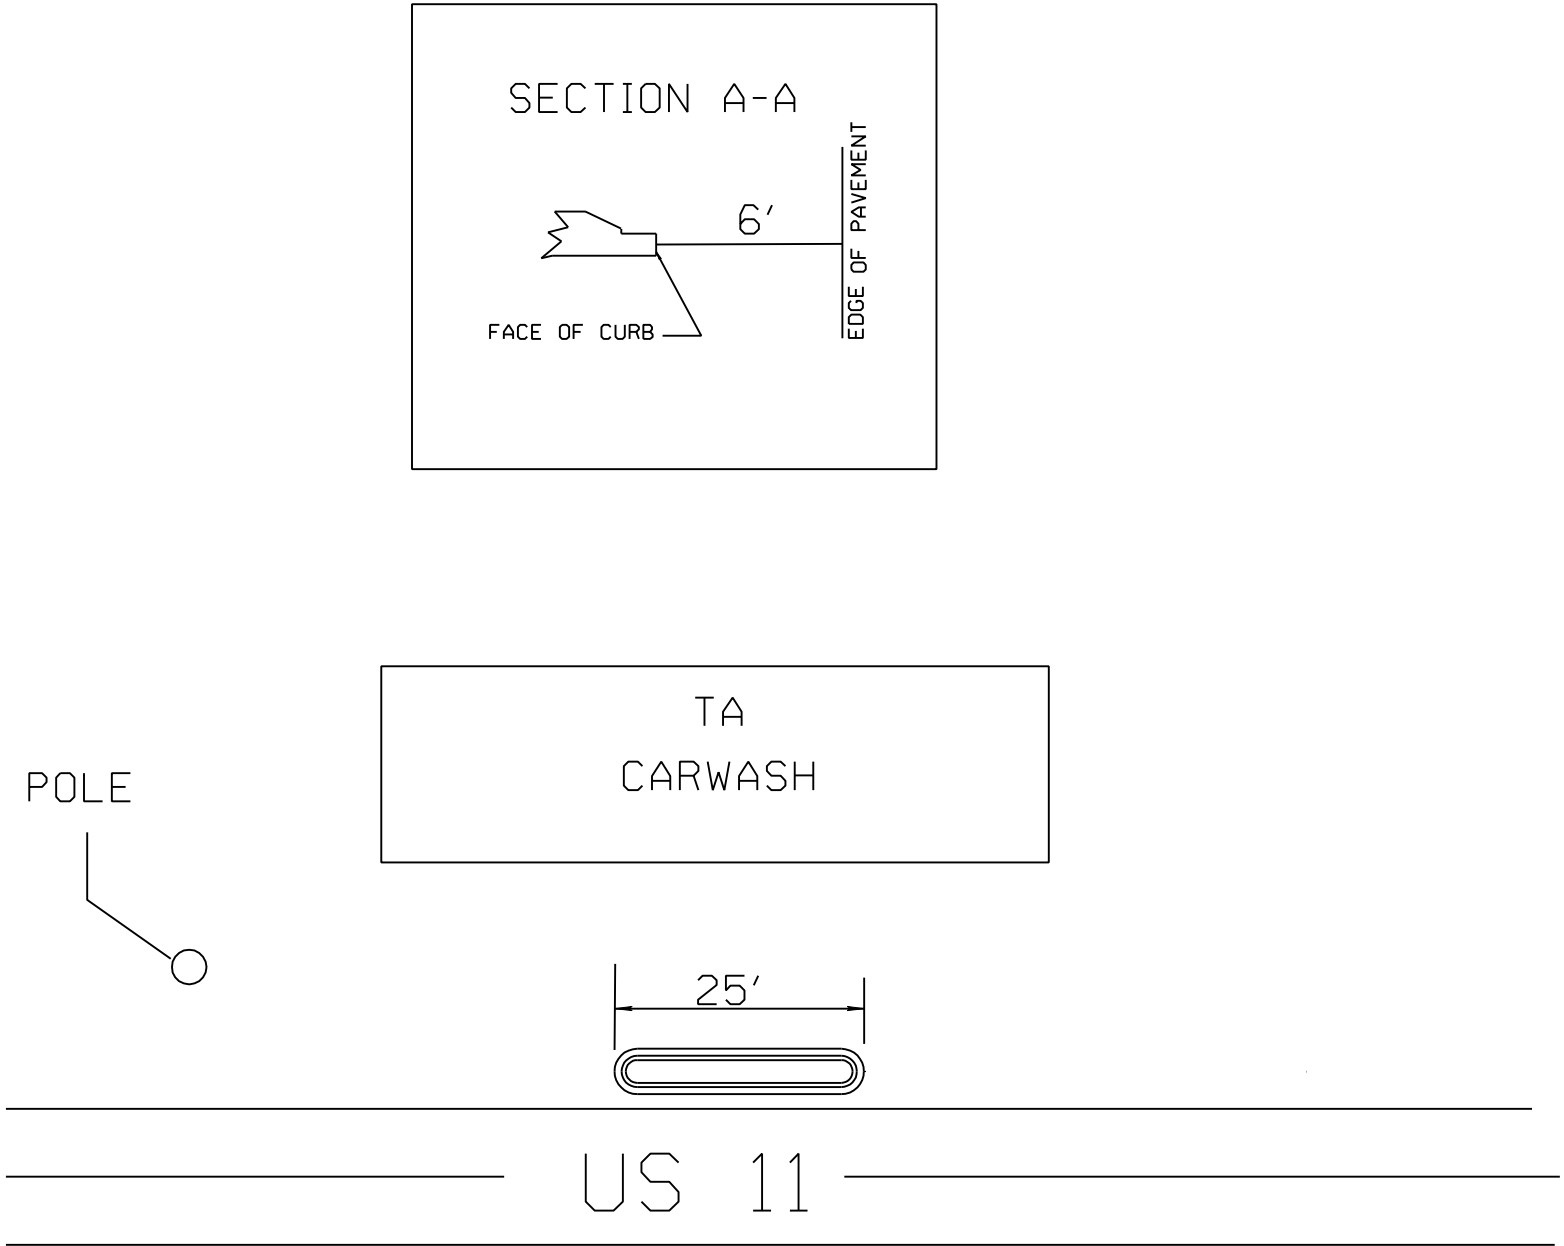 SECTION A-A
6'
EDGE OF PAVEMENT
FACE OF CURB
TA
CARWASH
POLE
25'
US 11